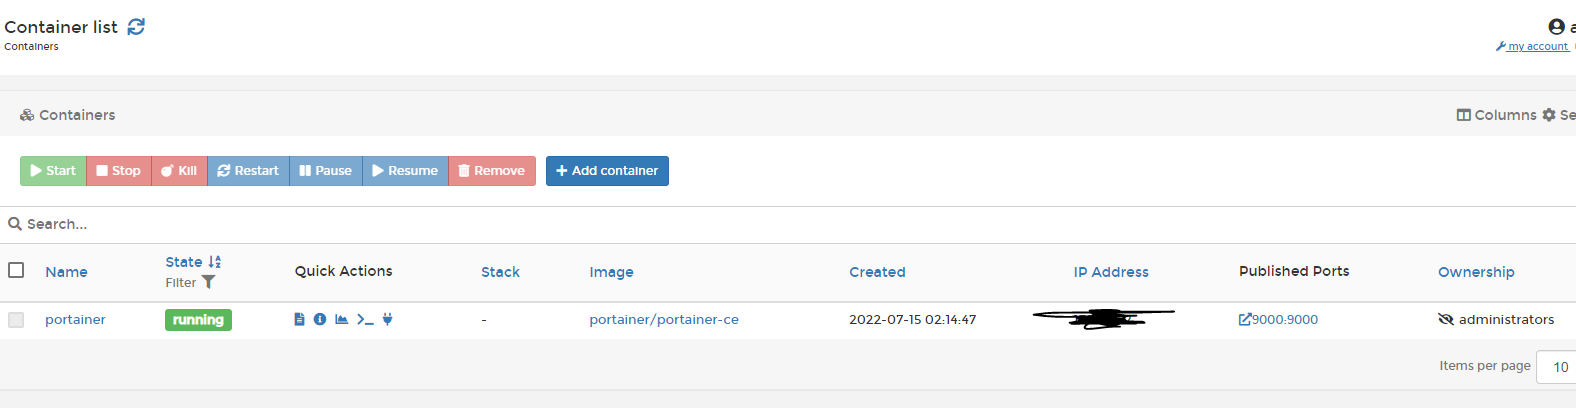 Container list
Containers
a
my account
Containers
Columns Se
Start Stop Kill Restart Pause Resume Remove Add container
Search...
Name State Filter Quick Actions Stack Image Created IP Address Published Ports Ownership
portainer running - portainer/portainer-ce 2022-07-15 02:14:47 9000:9000 administrators
Items per page 10